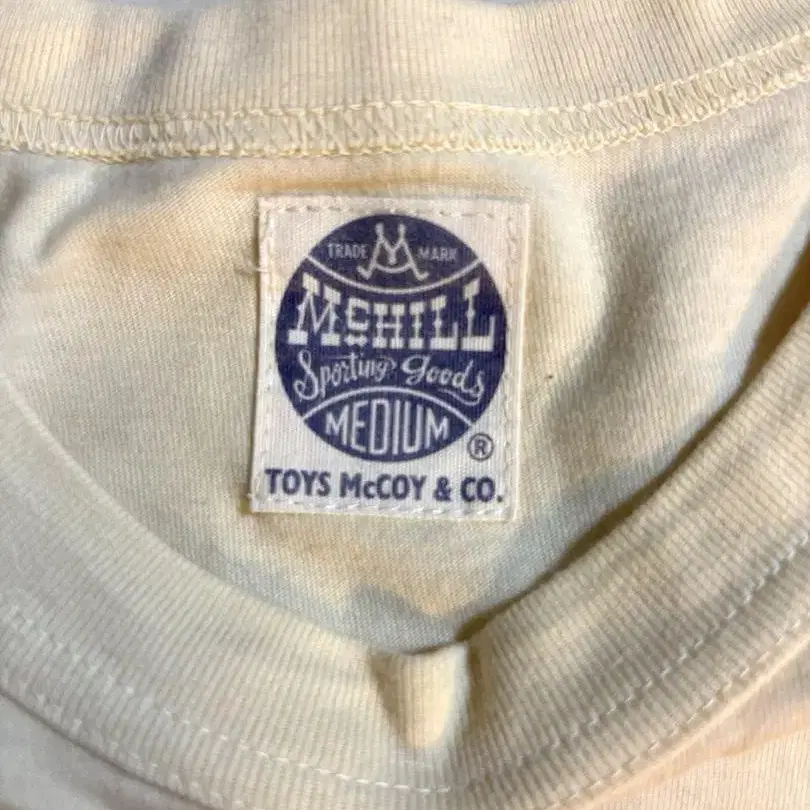 TRADE M MARK
McHILL
Sporting Goods
MEDIUM
®
TOYS McCOY & CO.